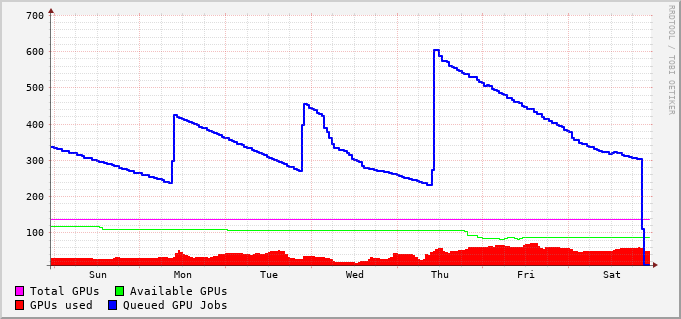 700
600
500
400
300
200
100
Sun Mon Tue Wed Thu Fri Sat
RRDTOOL / TOBI OETIKER
Total GPUs Available GPUs
GPUs used Queued GPU Jobs